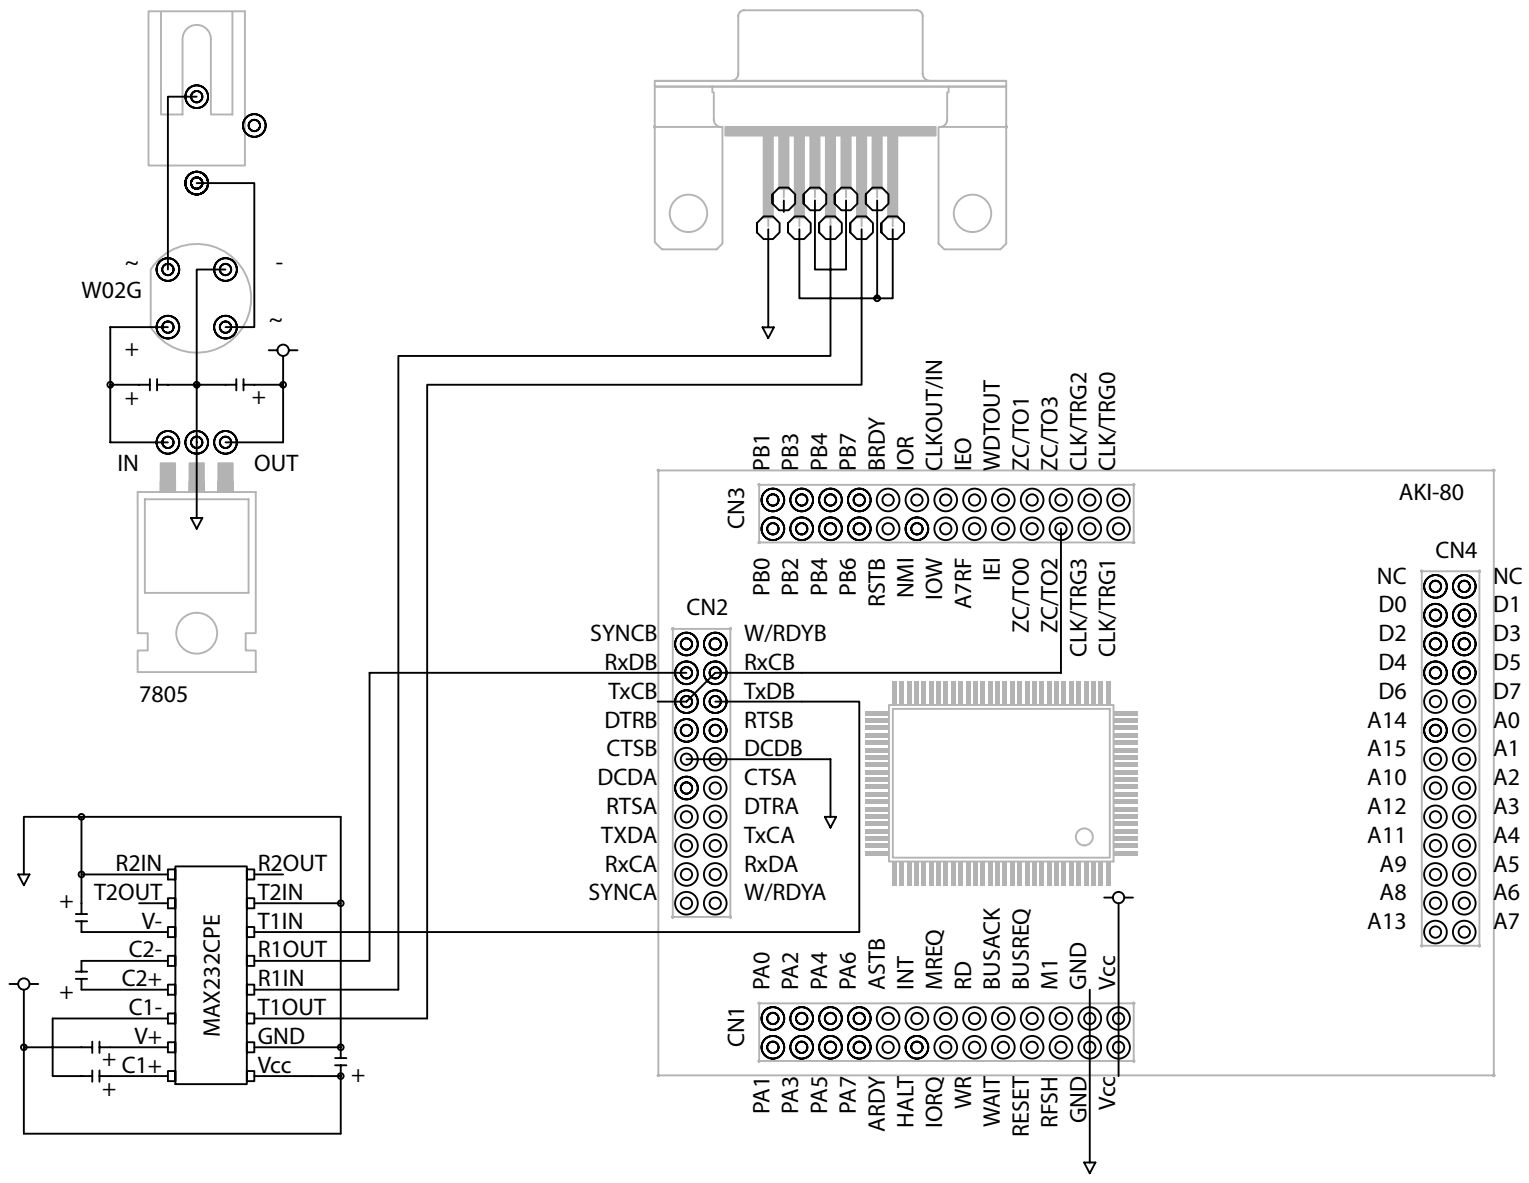 ~
-
W02G
~
+
+
+
IN
OUT
7805
PB1
PB3
PB4
PB7
BRDY
IOR
CLKOUT/IN
IEO
WDTOUT
ZC/TO1
ZC/TO3
CLK/TRG2
CLK/TRG0
CN3
PB0
PB2
PB4
PB6
RSTB
NMI
IOW
A7RF
IEI
ZC/TO0
ZC/TO2
CLK/TRG3
CLK/TRG1
AKI-80
CN4
NC NC
D0 D1
D2 D3
D4 D5
D6 D7
A14 A0
A15 A1
A10 A2
A12 A3
A11 A4
A9 A5
A8 A6
A13 A7
CN2
SYNCB W/RDYB
RxDB RxCB
TxCB TxDB
DTRB RTSB
CTSB DCDB
DCDA CTSA
RTSA DTRA
TXDA TxCA
RxCA RxDA
SYNCA W/RDYA
R2IN R2OUT
T2OUT T2IN
+
V- T1IN
C2- R1OUT
C2+ R1IN
+
C1- T1OUT
V+ GND
+
C1+ Vcc
+
+
MAX232CPE
PA0
PA2
PA4
PA6
ASTB
INT
MREQ
RD
BUSACK
BUSREQ
M1
GND
Vcc
CN1
PA1
PA3
PA5
PA7
ARDY
HALT
IORQ
WR
WAIT
RESET
RFSH
GND
Vcc